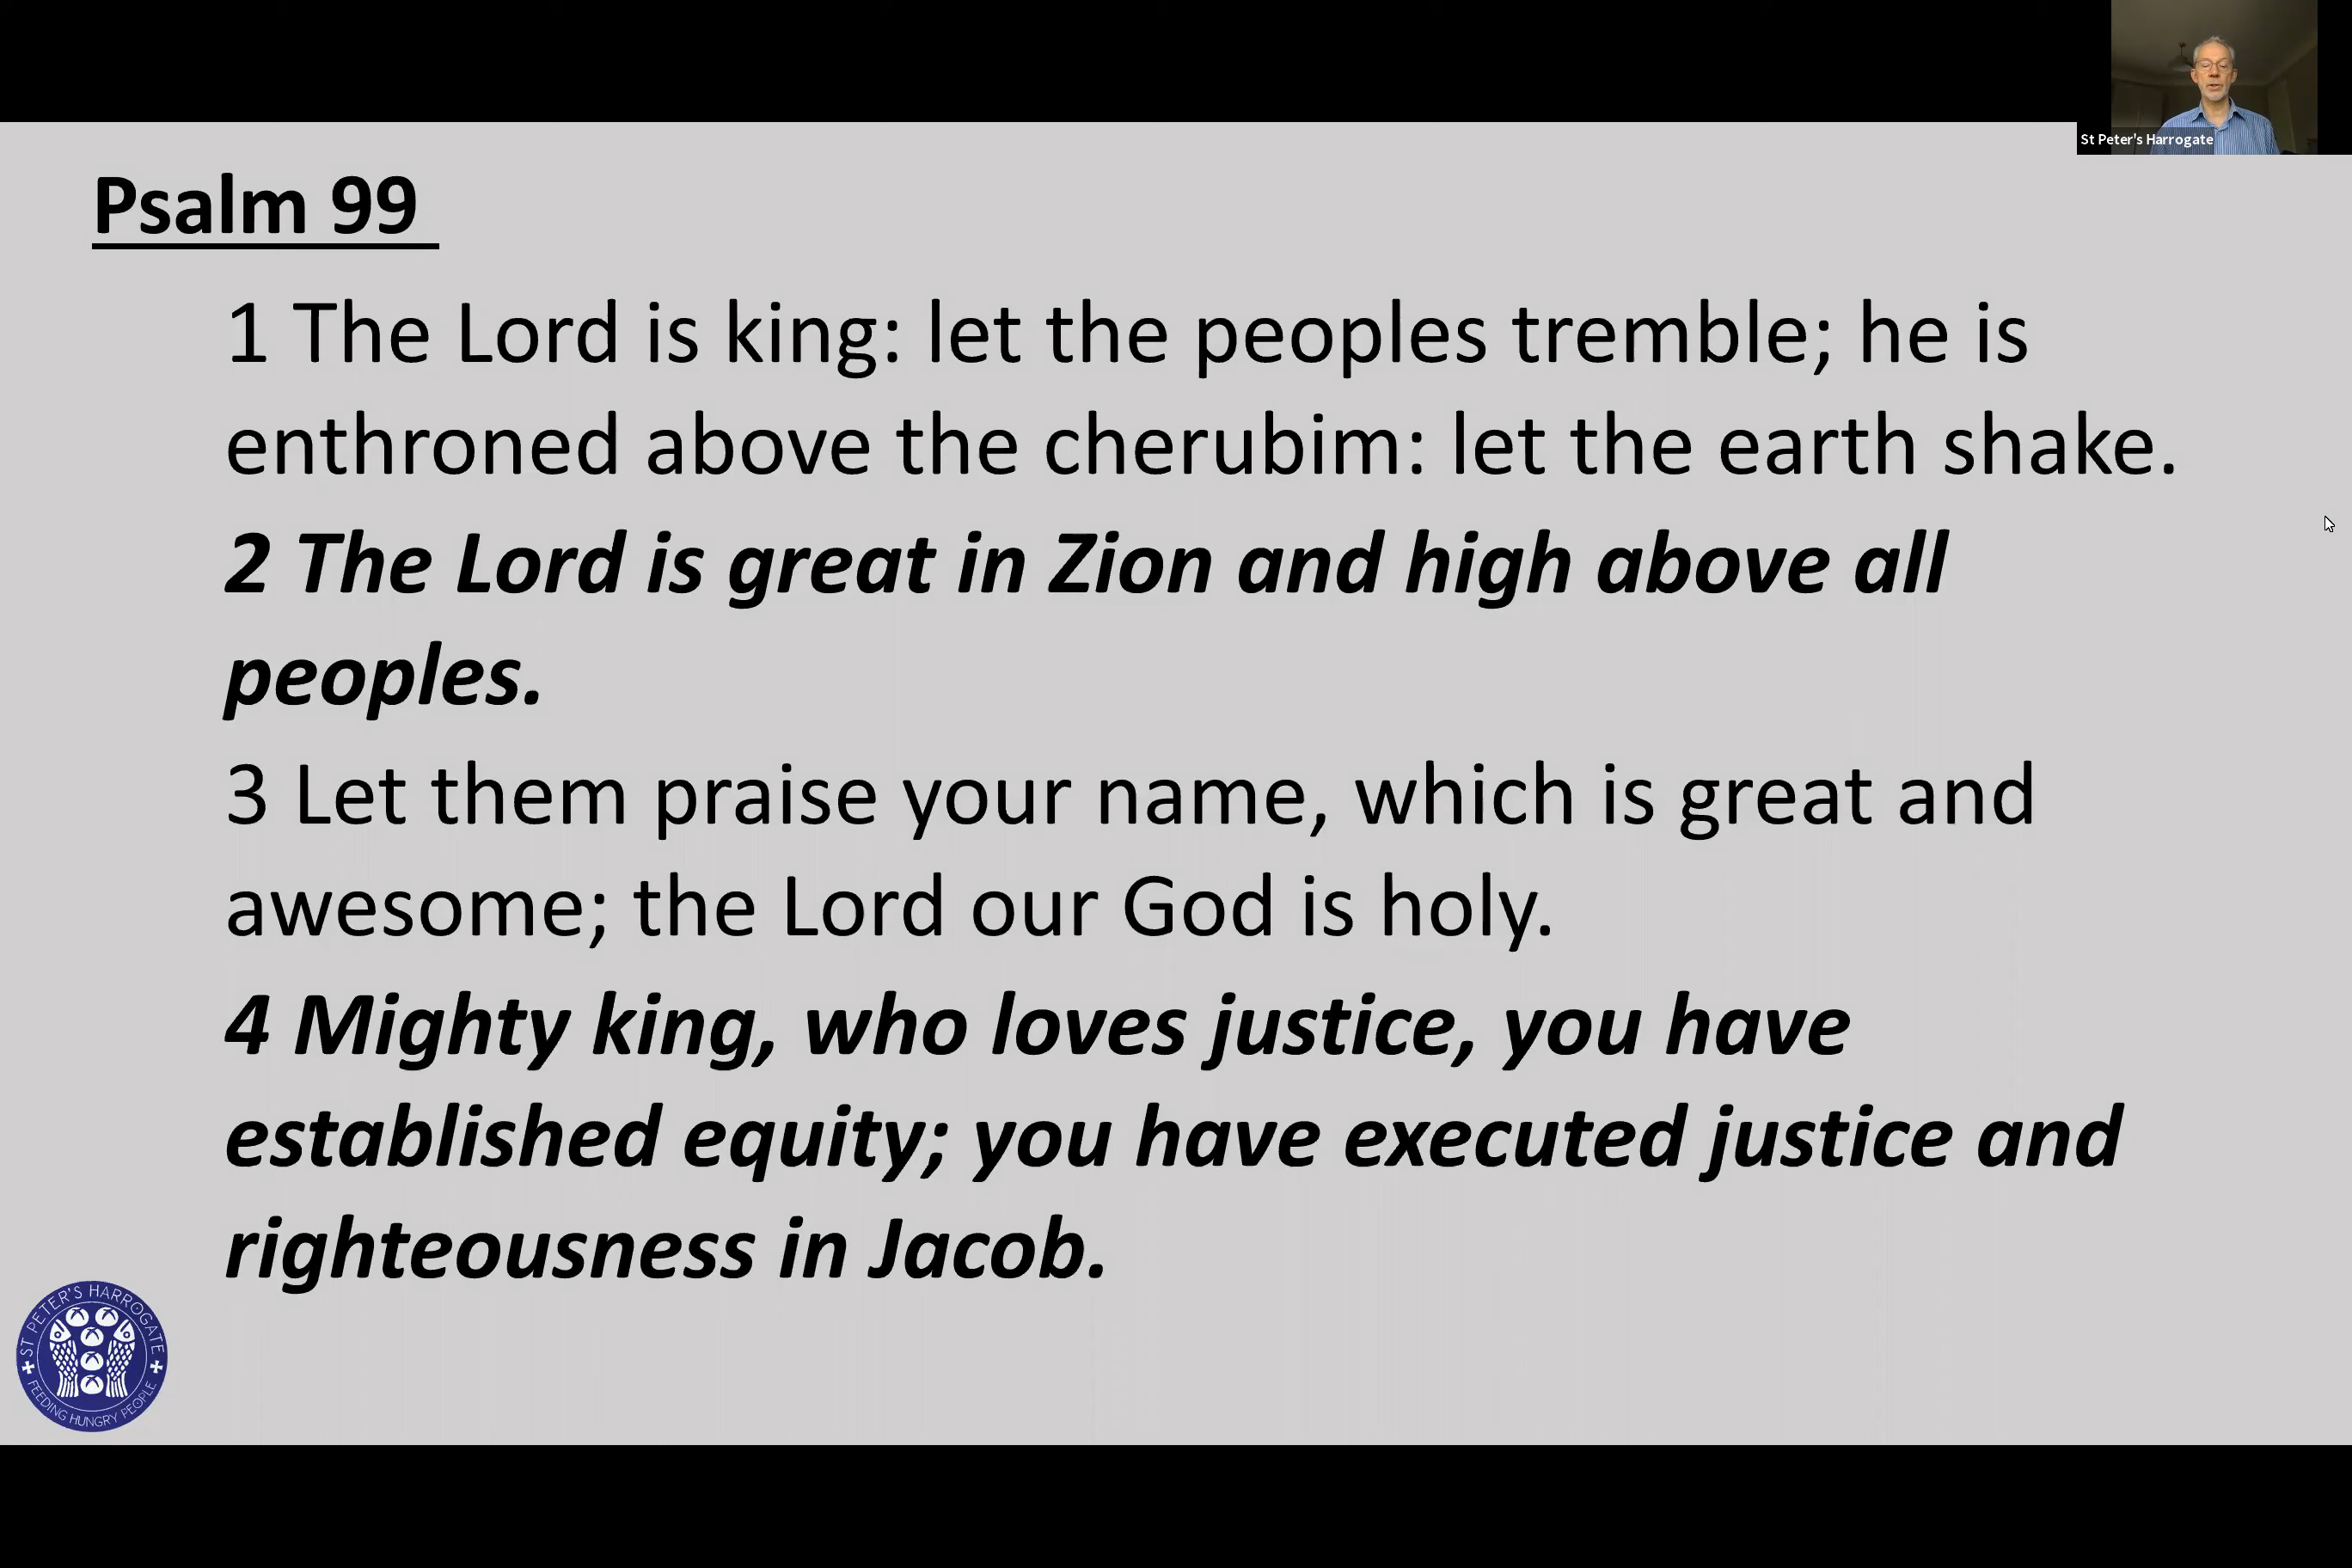 St Peter's Harrogate
Psalm 99
1 The Lord is king: let the peoples tremble; he is
enthroned above the cherubim: let the earth shake.
2 The Lord is great in Zion and high above all
peoples.
3 Let them praise your name, which is great and
awesome; the Lord our God is holy.
4 Mighty king, who loves justice, you have
established equity; you have executed justice and
righteousness in Jacob.
ST PETER'S HARROGATE
FEEDING HUNGRY PEOPLE